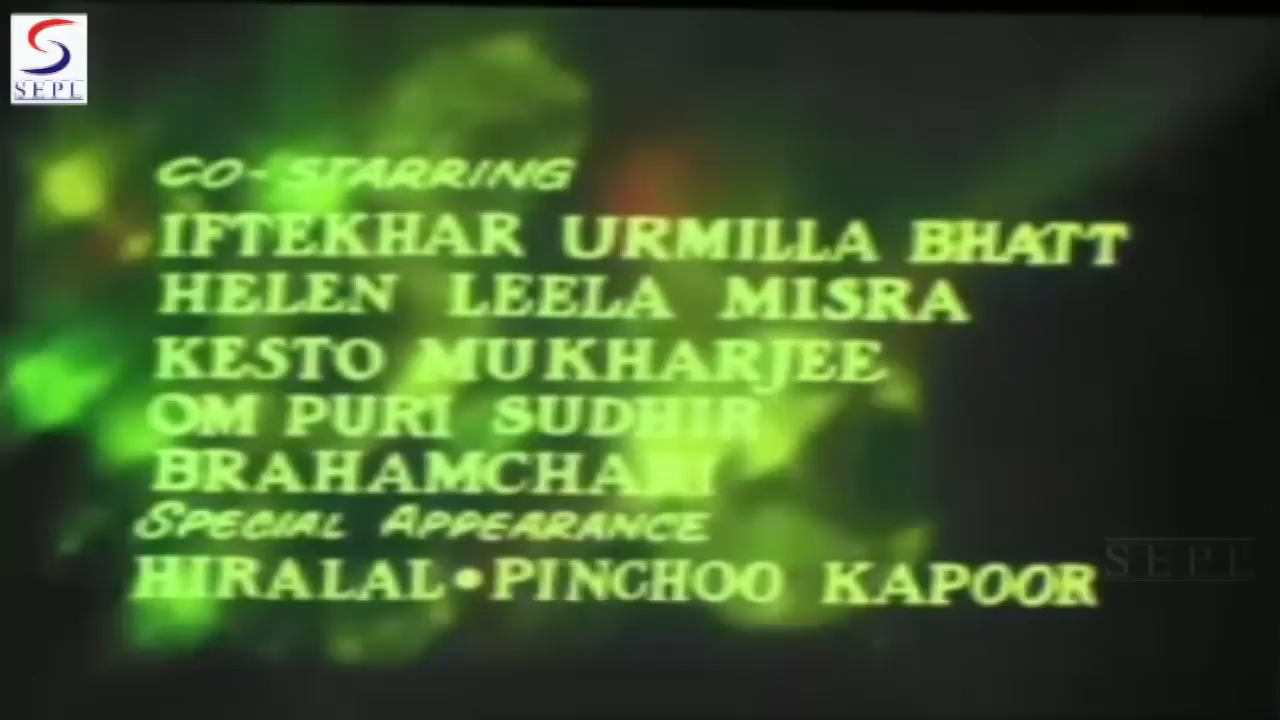 SEPL
CO-STARRING
IFTEKHAR URMILLA BHATT
HELEN LEELA MISRA
KESTO MUKHARJEE
OM PURI SUDHIR
BRAHAMCHARI
SPECIAL APPEARANCE
HIRALAL•PINCHOO KAPOOR
SEPL